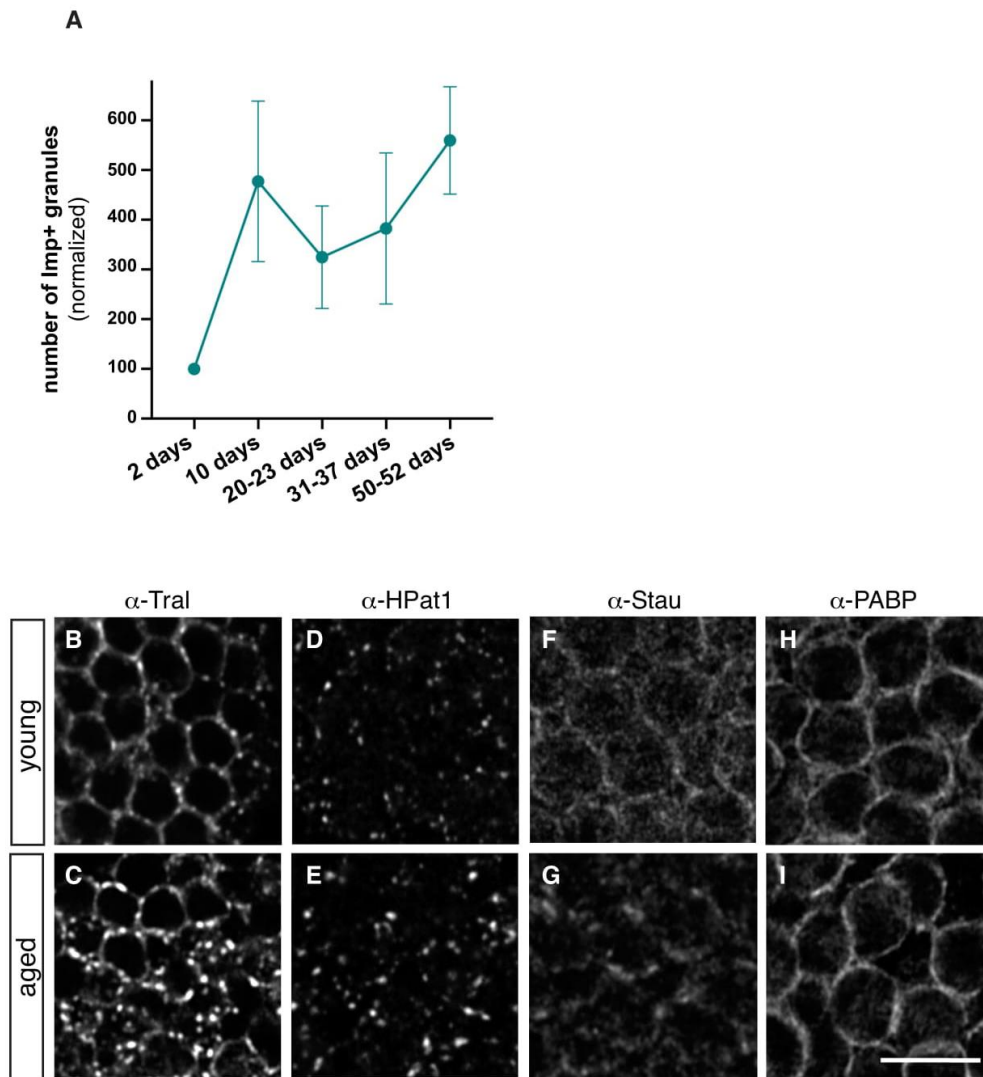 A
number of Imp+ granules
(normalized)
600
500
400
300
200
100
0
2 days
10 days
20-23 days
31-37 days
50-52 days
α-Tral
α-HPat1
α-Stau
α-PABP
young
B
D
F
H
aged
C
E
G
I